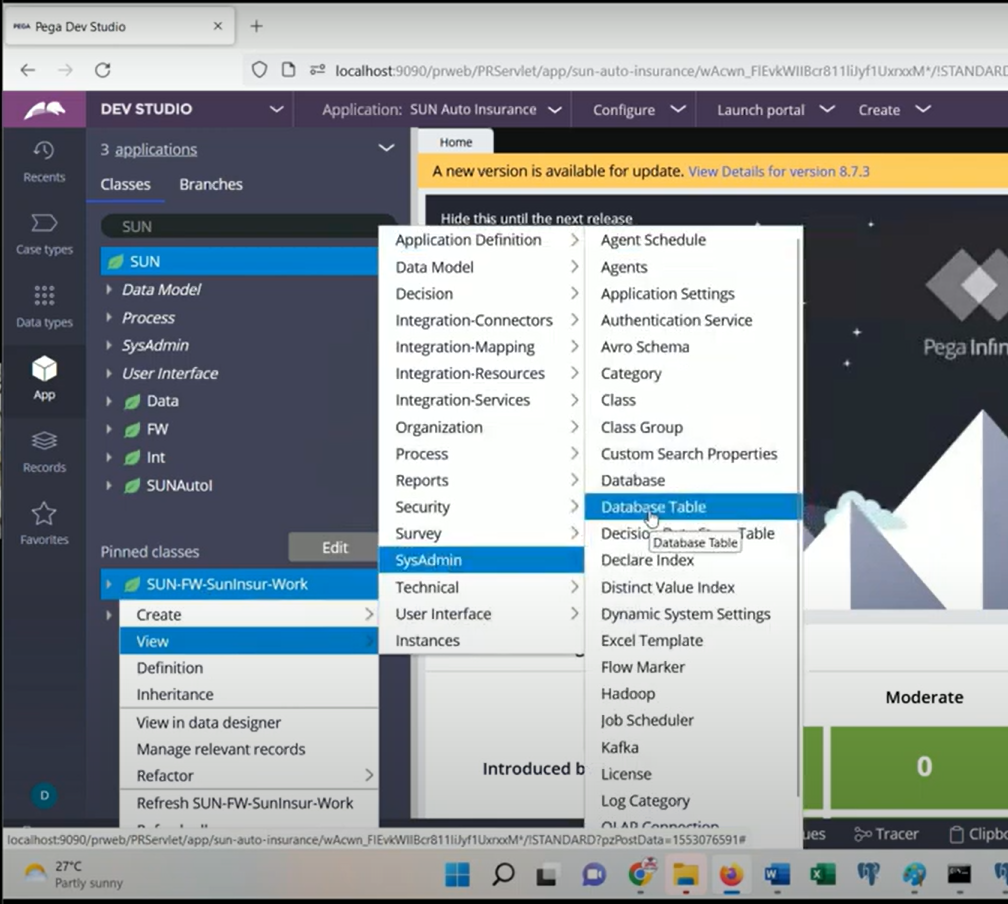 PEGA Pega Dev Studio
localhost:9090/prweb/PRServlet/app/sun-auto-insurance/
DEV STUDIO
Application: SUN Auto Insurance
Configure
Launch portal
Create
Recents
Case types
Data types
App
Records
Favorites
D
3 applications
Classes
Branches
SUN
SUN
Data Model
Process
SysAdmin
User Interface
Data
FW
Int
SUNAutoI
Pinned classes
Edit
SUN-FW-SunInsur-Work
Create
View
Definition
Inheritance
View in data designer
Manage relevant records
Refactor
Refresh SUN-FW-SunInsur-Work
Home
A new version is available for update. View Details for version 8.7.3
Hide this until the next release
Application Definition
Data Model
Decision
Integration-Connectors
Integration-Mapping
Integration-Resources
Integration-Services
Organization
Process
Reports
Security
Survey
SysAdmin
Technical
User Interface
Instances
Agent Schedule
Agents
Application Settings
Authentication Service
Avro Schema
Category
Class
Class Group
Custom Search Properties
Database
Database Table
Table
Database Table
Declare Index
Distinct Value Index
Dynamic System Settings
Excel Template
Flow Marker
Hadoop
Job Scheduler
Kafka
License
Log Category
Pega Infin
Moderate
0
Introduced b
ues
Tracer
Clipbo
localhost:9090/prweb/PRServlet/app/sun-auto-insurance/
27°C
Partly sunny